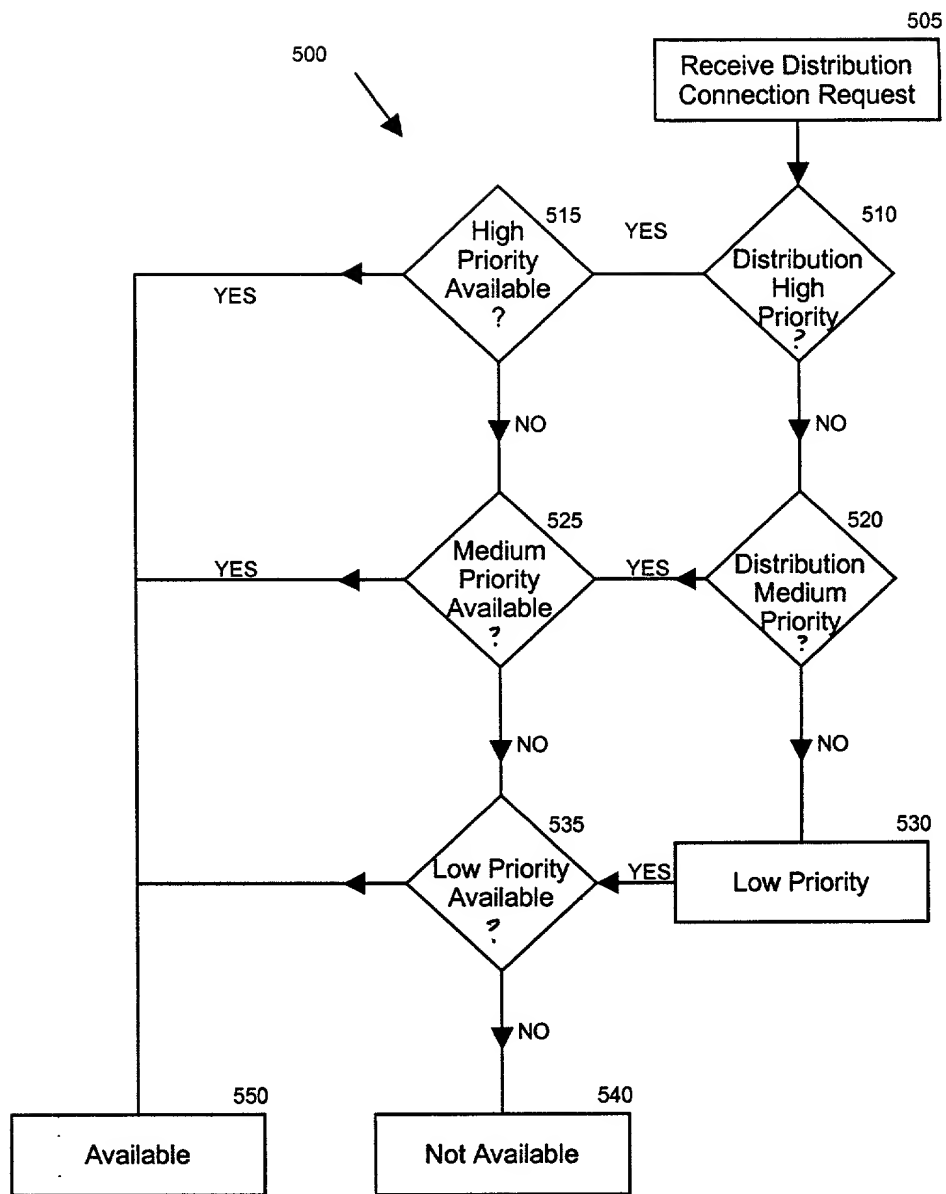 505
500
Receive Distribution
Connection Request
515
510
High
Priority
Available
?
YES
Distribution
High
Priority
?
YES
NO
NO
525
520
Medium
Priority
Available
?
YES
Distribution
Medium
Priority
?
YES
NO
NO
535
530
Low Priority
Available
?
YES
Low Priority
NO
550
540
Available
Not Available